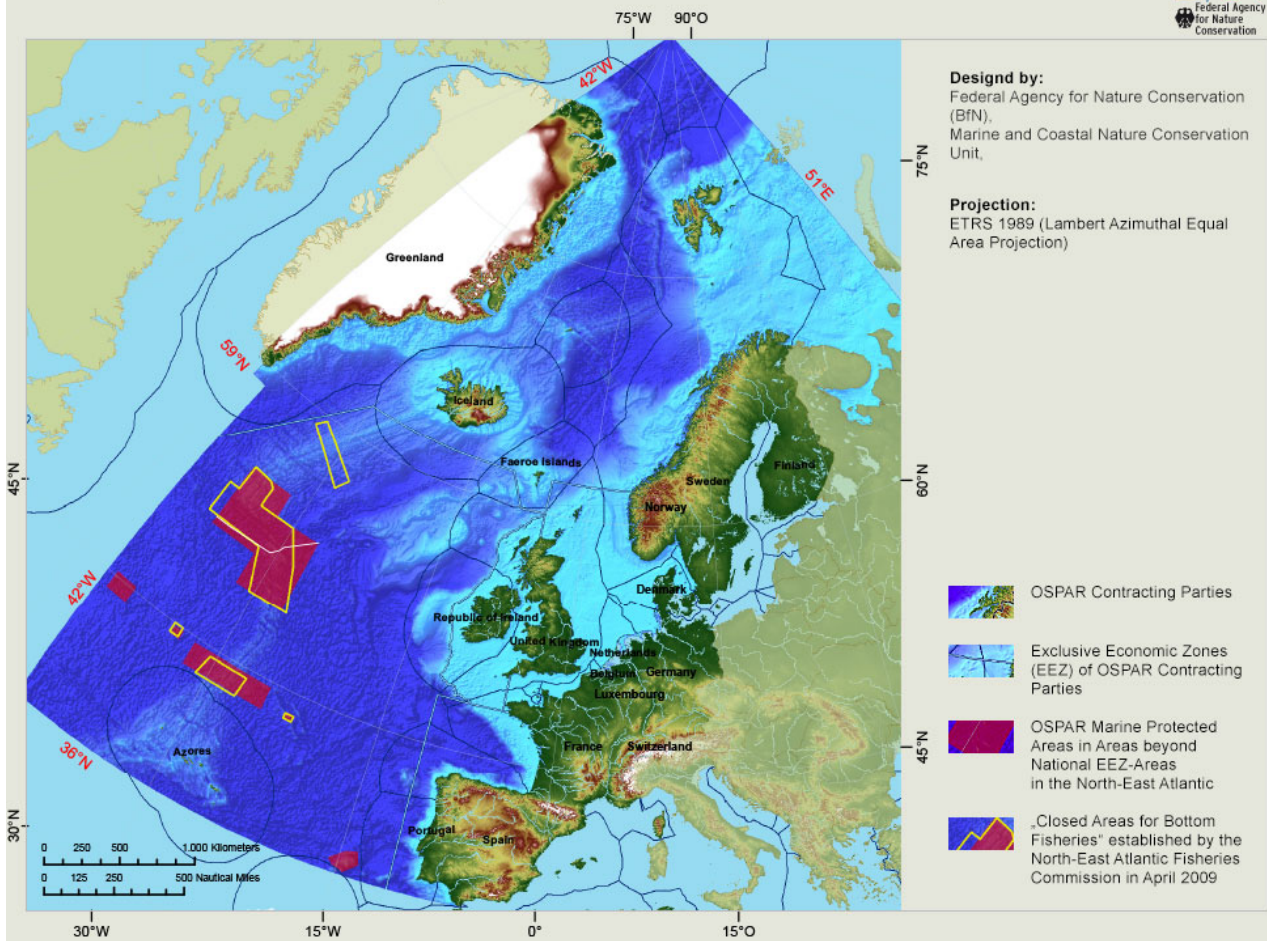 75°W 90°O
Federal Agency
for Nature
Conservation
42°W
Designd by:
Federal Agency for Nature Conservation
(BfN),
Marine and Coastal Nature Conservation
Unit,
75°N
51°E
Projection:
ETRS 1989 (Lambert Azimuthal Equal
Area Projection)
Greenland
59°N
Iceland
Faeroe Islands
Finland
Sweden
Norway
45°N
60°N
42°W
Denmark
Republic of Ireland
United Kingdom
Netherlands
Belgium
Germany
Luxembourg
OSPAR Contracting Parties
Exclusive Economic Zones
(EEZ) of OSPAR Contracting
Parties
OSPAR Marine Protected
Areas in Areas beyond
National EEZ-Areas
in the North-East Atlantic
36°N
Azores
France
Switzerland
45°N
30°N
Portugal
Spain
„Closed Areas for Bottom
Fisheries" established by the
North-East Atlantic Fisheries
Commission in April 2009
0 250 500 1.000 Kilometers
0 125 250 500 Nautical Miles
30°W 15°W 0° 15°O